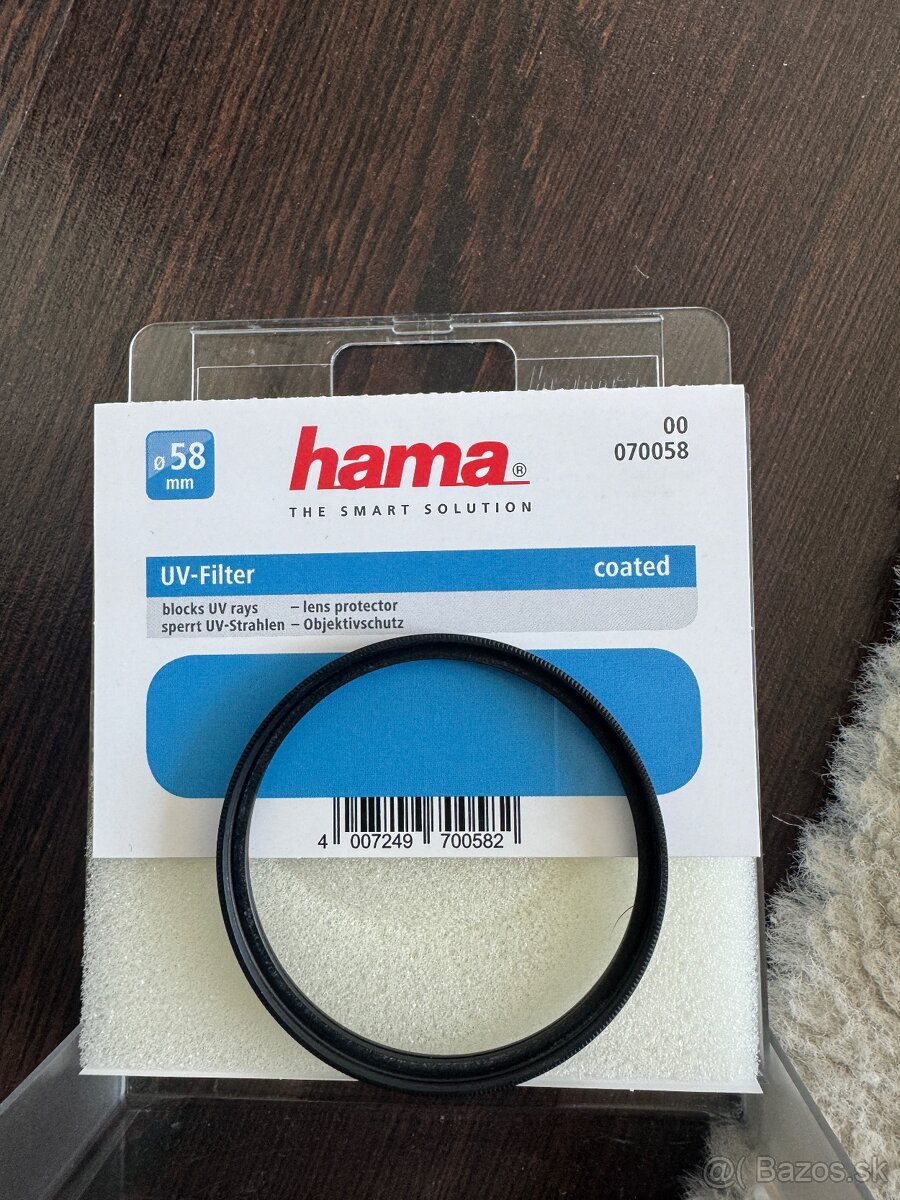 ø 58
mm
hama®
THE SMART SOLUTION
00
070058
UV-Filter
coated
blocks UV rays – lens protector
sperrt UV-Strahlen – Objektivschutz
4 007249 700582
@( Bazos.sk